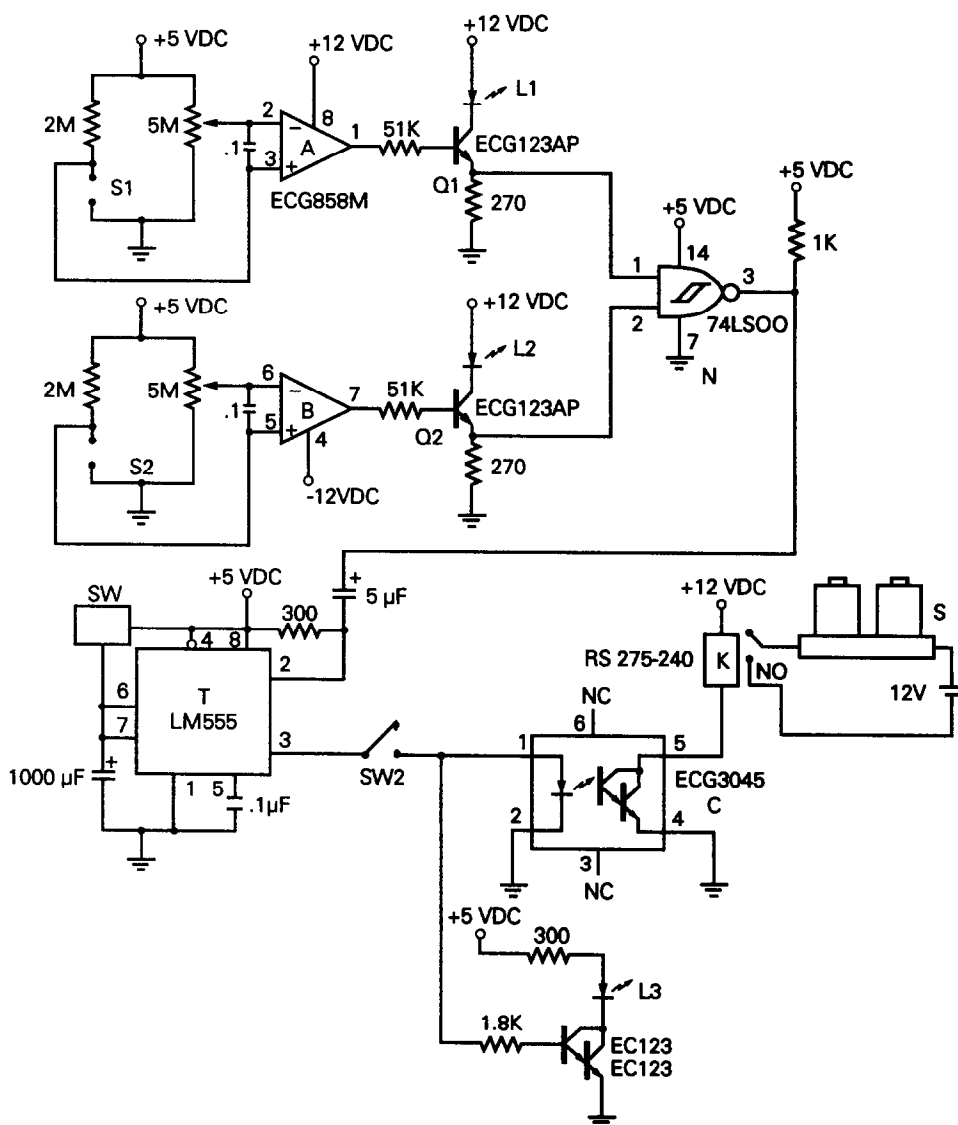 +5 VDC
+12 VDC
+12 VDC
L1
2M
5M
2
8
.1
A
1
51K
ECG123AP
3
S1
ECG858M
Q1
270
+5 VDC
+5 VDC
14
1K
1
3
2
74LSOO
7
N
+5 VDC
+12 VDC
L2
2M
5M
6
.1
B
7
51K
ECG123AP
5
4
S2
Q2
270
-12VDC
+5 VDC
SW
300
+
5 µF
4
8
2
T
LM555
6
7
3
SW2
1000 µF
+
1
5
.1µF
+12 VDC
RS 275-240
K
NO
S
12V
NC
6
1
5
ECG3045
C
2
4
3
NC
+5 VDC
300
L3
1.8K
EC123
EC123